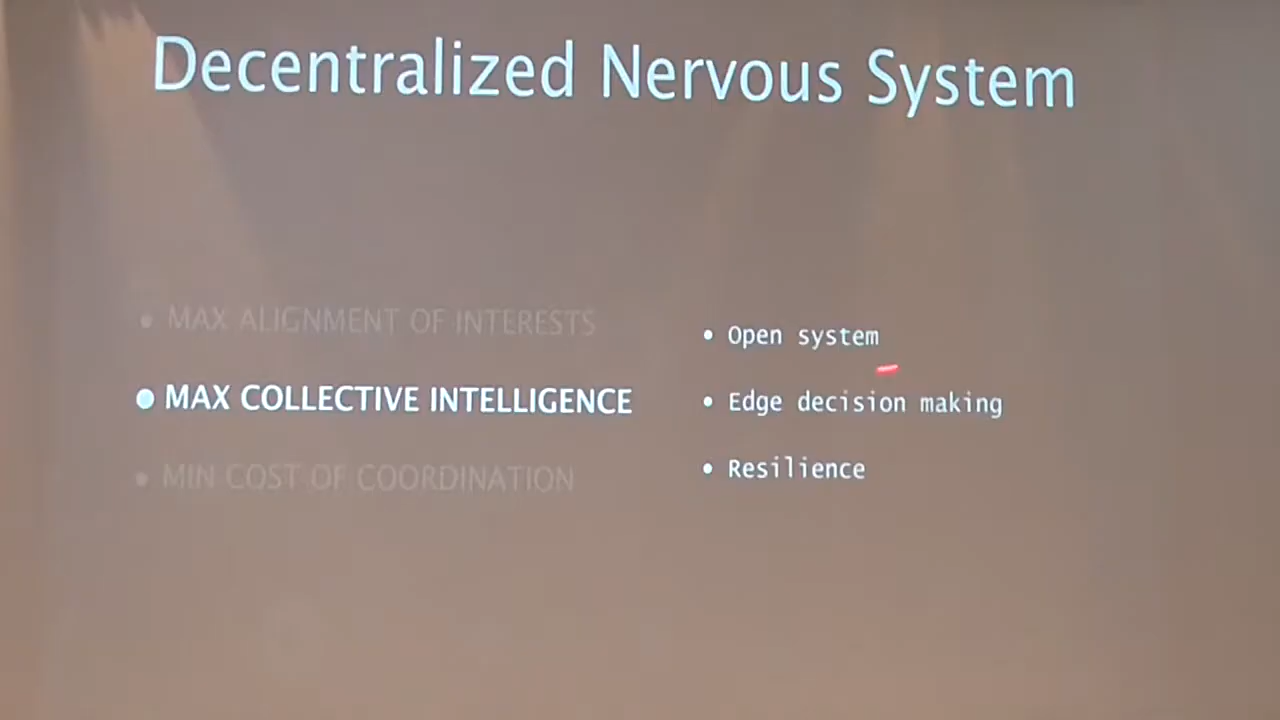 Decentralized Nervous System
• MAX ALIGNMENT OF INTERESTS
• MAX COLLECTIVE INTELLIGENCE
• MIN COST OF COORDINATION
• Open system
• Edge decision making
• Resilience